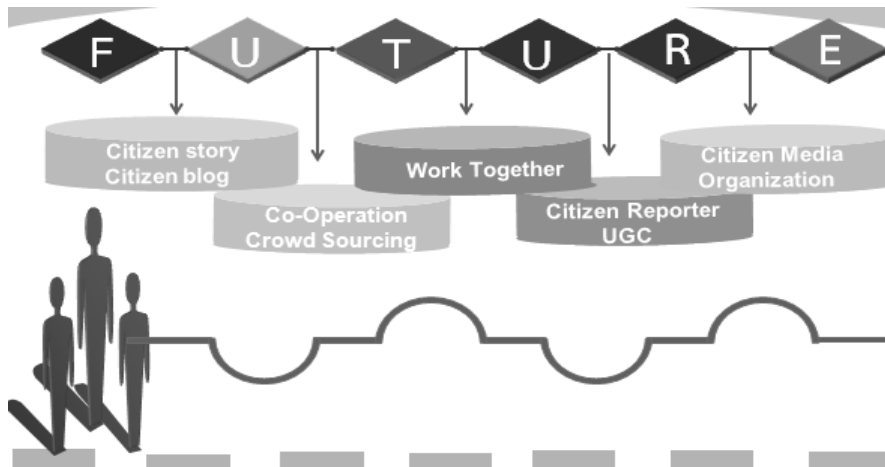 F U T U R E
Citizen story
Citizen blog
Co-Operation
Crowd Sourcing
Work Together
Citizen Reporter
UGC
Citizen Media
Organization